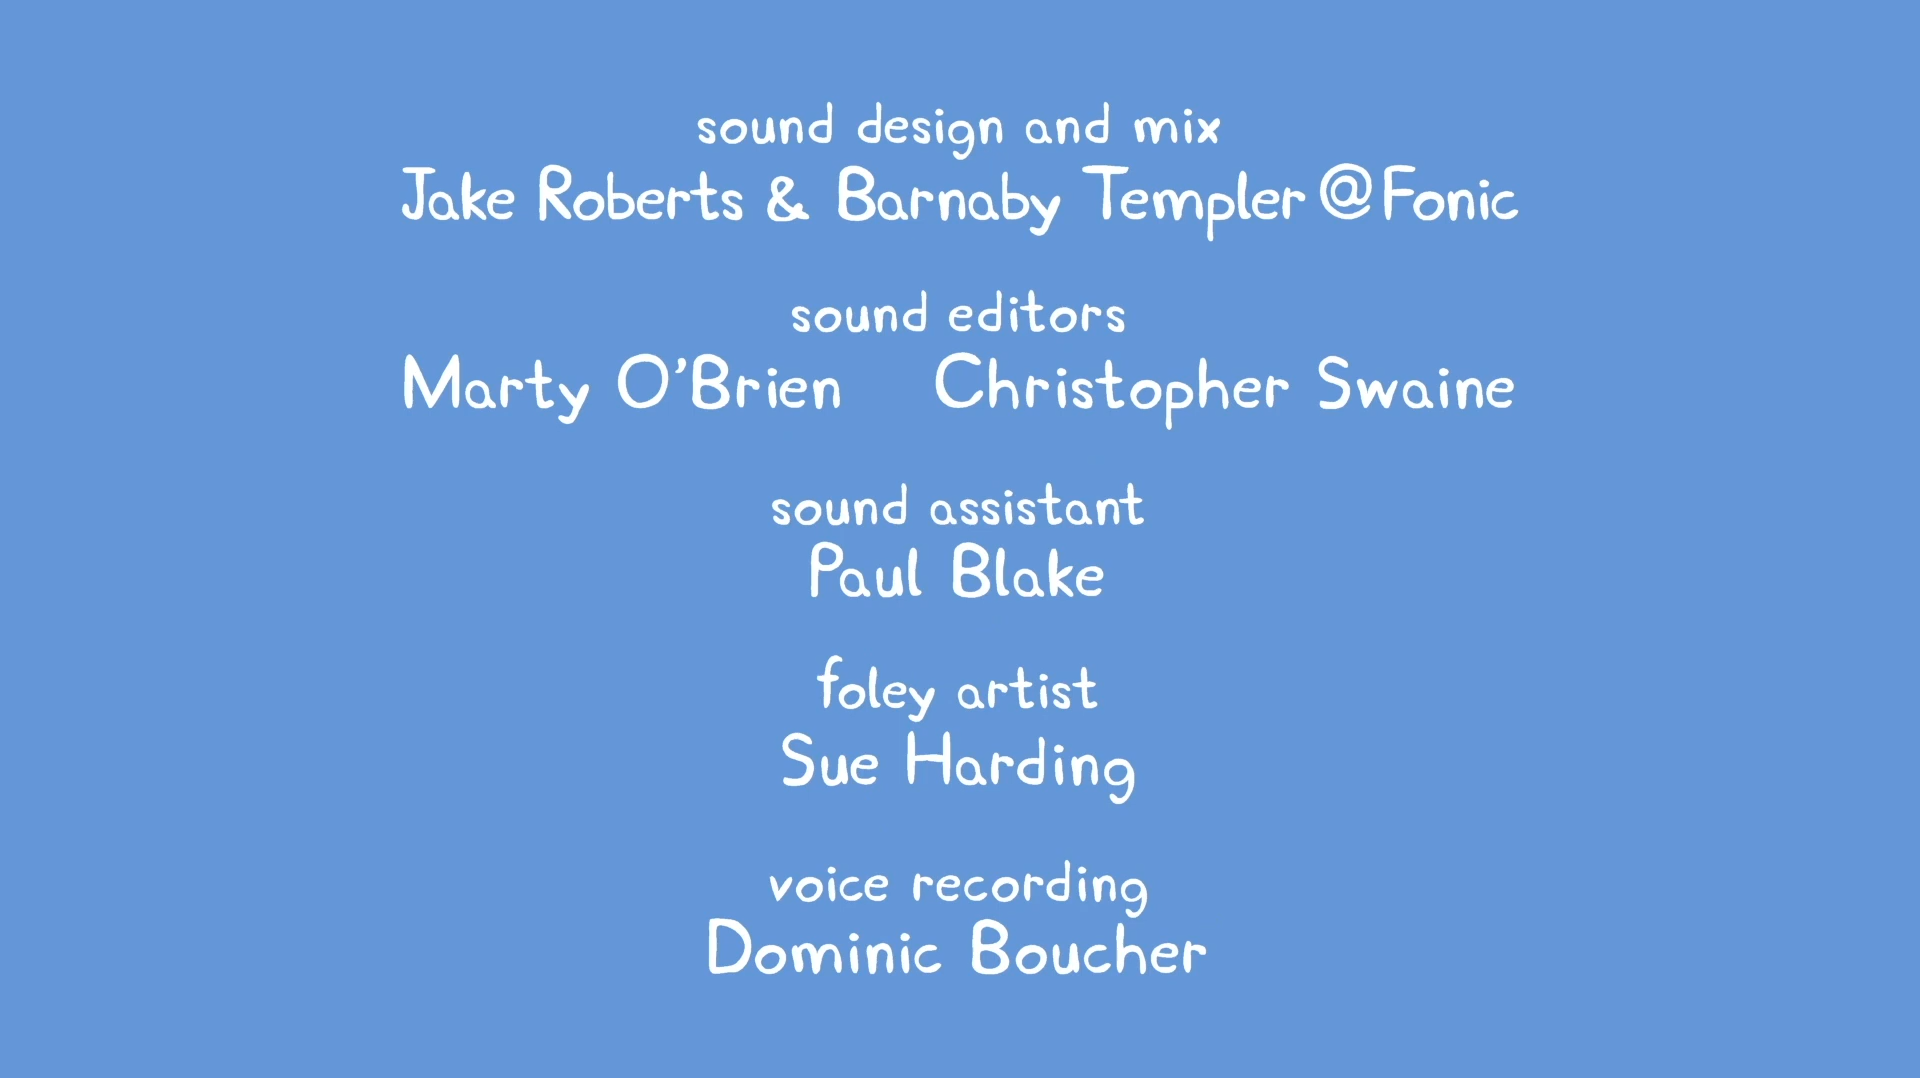 sound design and mix
Jake Roberts & Barnaby Templer @ Fonic
sound editors
Marty O'Brien Christopher Swaine
sound assistant
Paul Blake
foley artist
Sue Harding
voice recording
Dominic Boucher